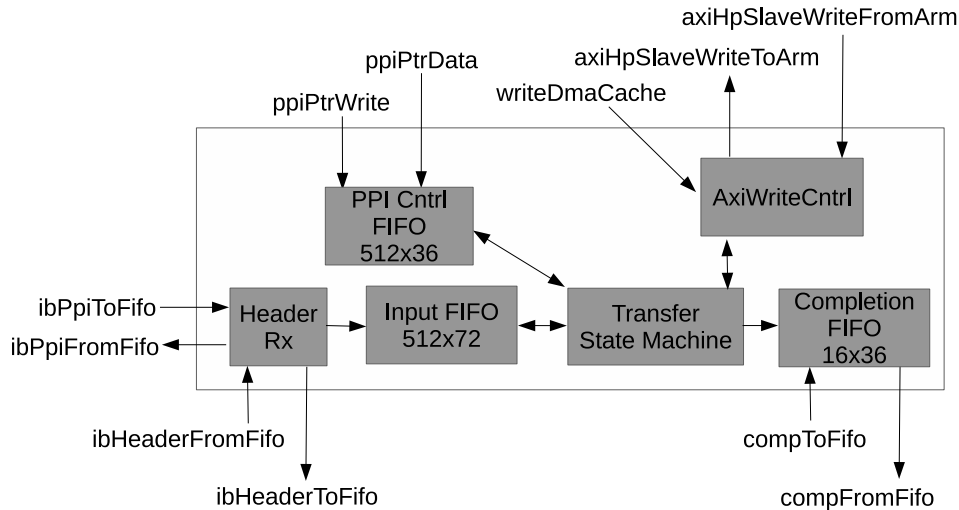 axiHpSlaveWriteFromArm
ppiPtrData
axiHpSlaveWriteToArm
ppiPtrWrite
writeDmaCache
PPI Cntrl
FIFO
512x36
AxiWriteCntrl
ibPpiToFifo
ibPpiFromFifo
Header
Rx
Input FIFO
512x72
Transfer
State Machine
Completion
FIFO
16x36
ibHeaderFromFifo
ibHeaderToFifo
compToFifo
compFromFifo